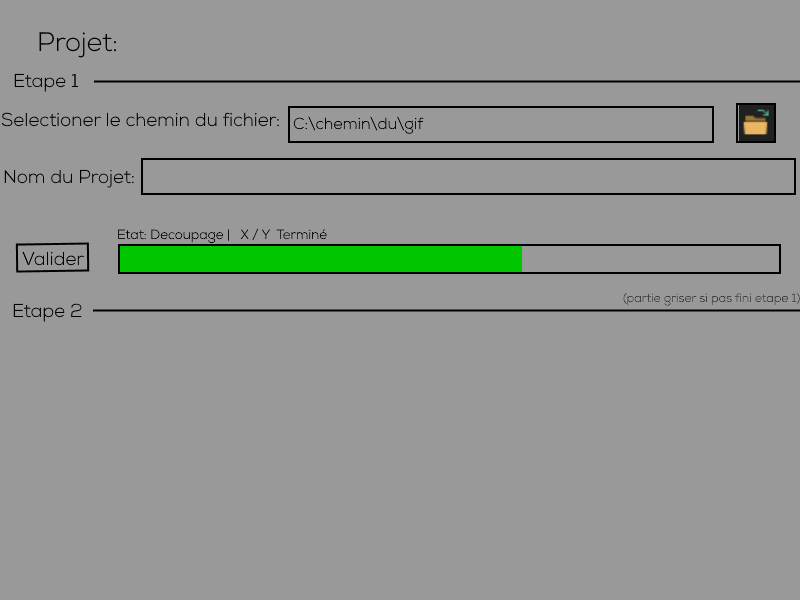 Projet:
Etape 1
Selectioner le chemin du fichier: C:\chemin\du\gif
Nom du Projet:
Etat: Decoupage | X / Y Terminé
Valider
(partie griser si pas fini etape 1)
Etape 2